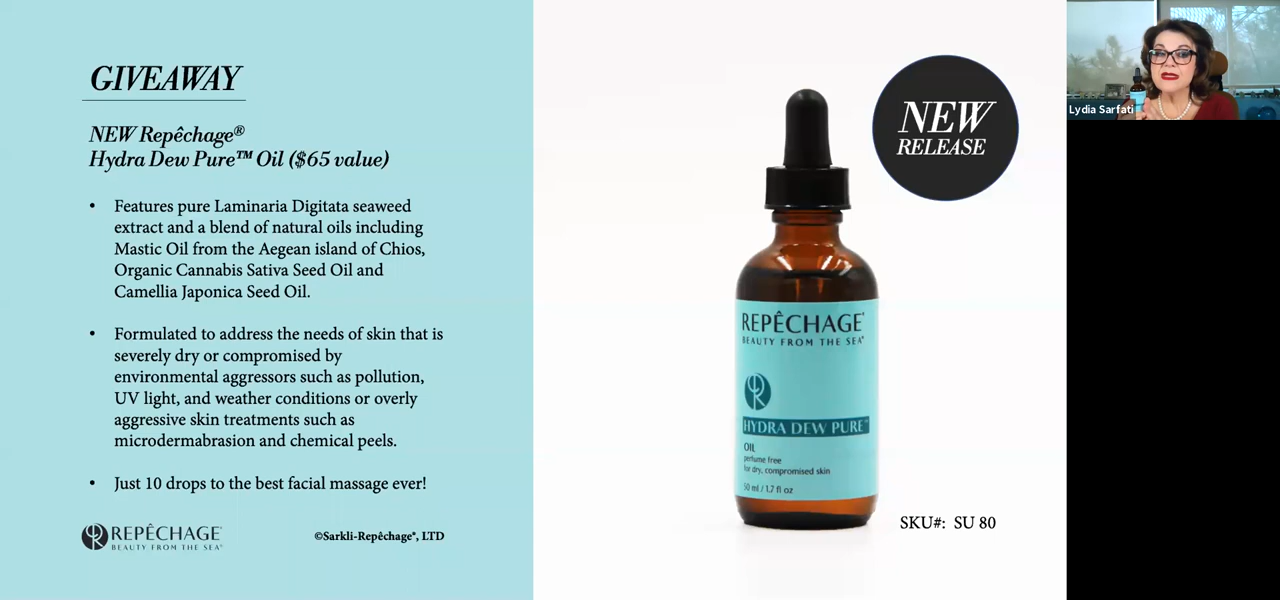 GIVEAWAY
NEW Repêchage®
Hydra Dew Pure™ Oil ($65 value)
• Features pure Laminaria Digitata seaweed
extract and a blend of natural oils including
Mastic Oil from the Aegean island of Chios,
Organic Cannabis Sativa Seed Oil and
Camellia Japonica Seed Oil.
• Formulated to address the needs of skin that is
severely dry or compromised by
environmental aggressors such as pollution,
UV light, and weather conditions or overly
aggressive skin treatments such as
microdermabrasion and chemical peels.
• Just 10 drops to the best facial massage ever!
REPÊCHAGE®
BEAUTY FROM THE SEA®
©Sarkli-Repêchage®, LTD
NEW
RELEASE
REPÊCHAGE®
BEAUTY FROM THE SEA®
HYDRA DEW PURE™
OIL
perfume free
for dry, compromised skin
50 ml / 1.7 fl oz
SKU#: SU 80
Lydia Sarfati